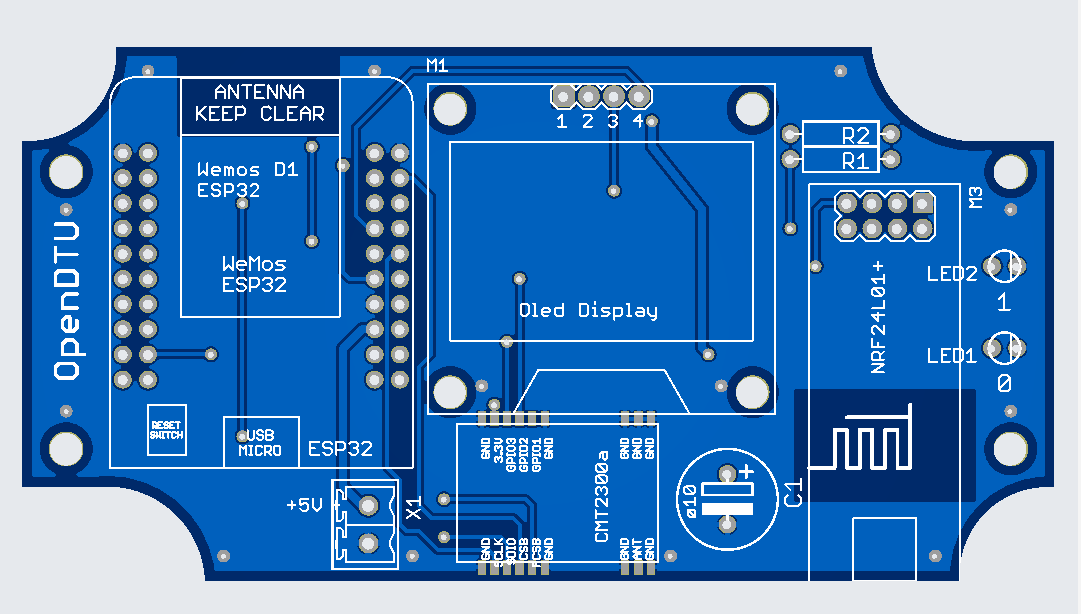 M1
ANTENNA
KEEP CLEAR
1 2 3 4
R2
R1
Wemos D1
ESP32
M3
OpenDTU
WeMos
ESP32
NRF24L01+
LED2
1
Oled Display
LED1
0
RESET
SWITCH
USB
MICRO
ESP32
GND
3.3V
GPIO3
GPIO2
GPIO1
GND
GND
GND
GND
CMT2300a
+
ø10
C1
+5V
X1
GND
SCLK
SDIO
CSB
FCSB
GND
GND
ANT
GND